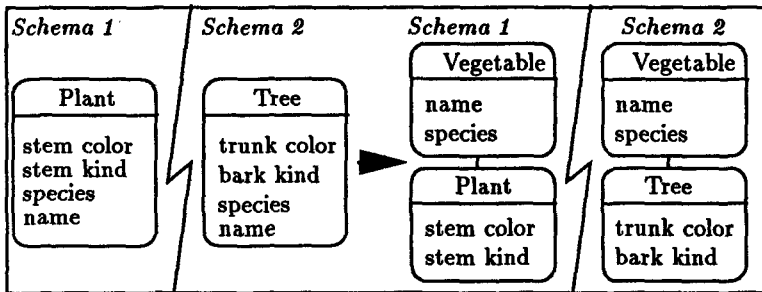 Schema 1
Plant
stem color
stem kind
species
name
Schema 2
Tree
trunk color
bark kind
species
name
Schema 1
Vegetable
name
species
Plant
stem color
stem kind
Schema 2
Vegetable
name
species
Tree
trunk color
bark kind